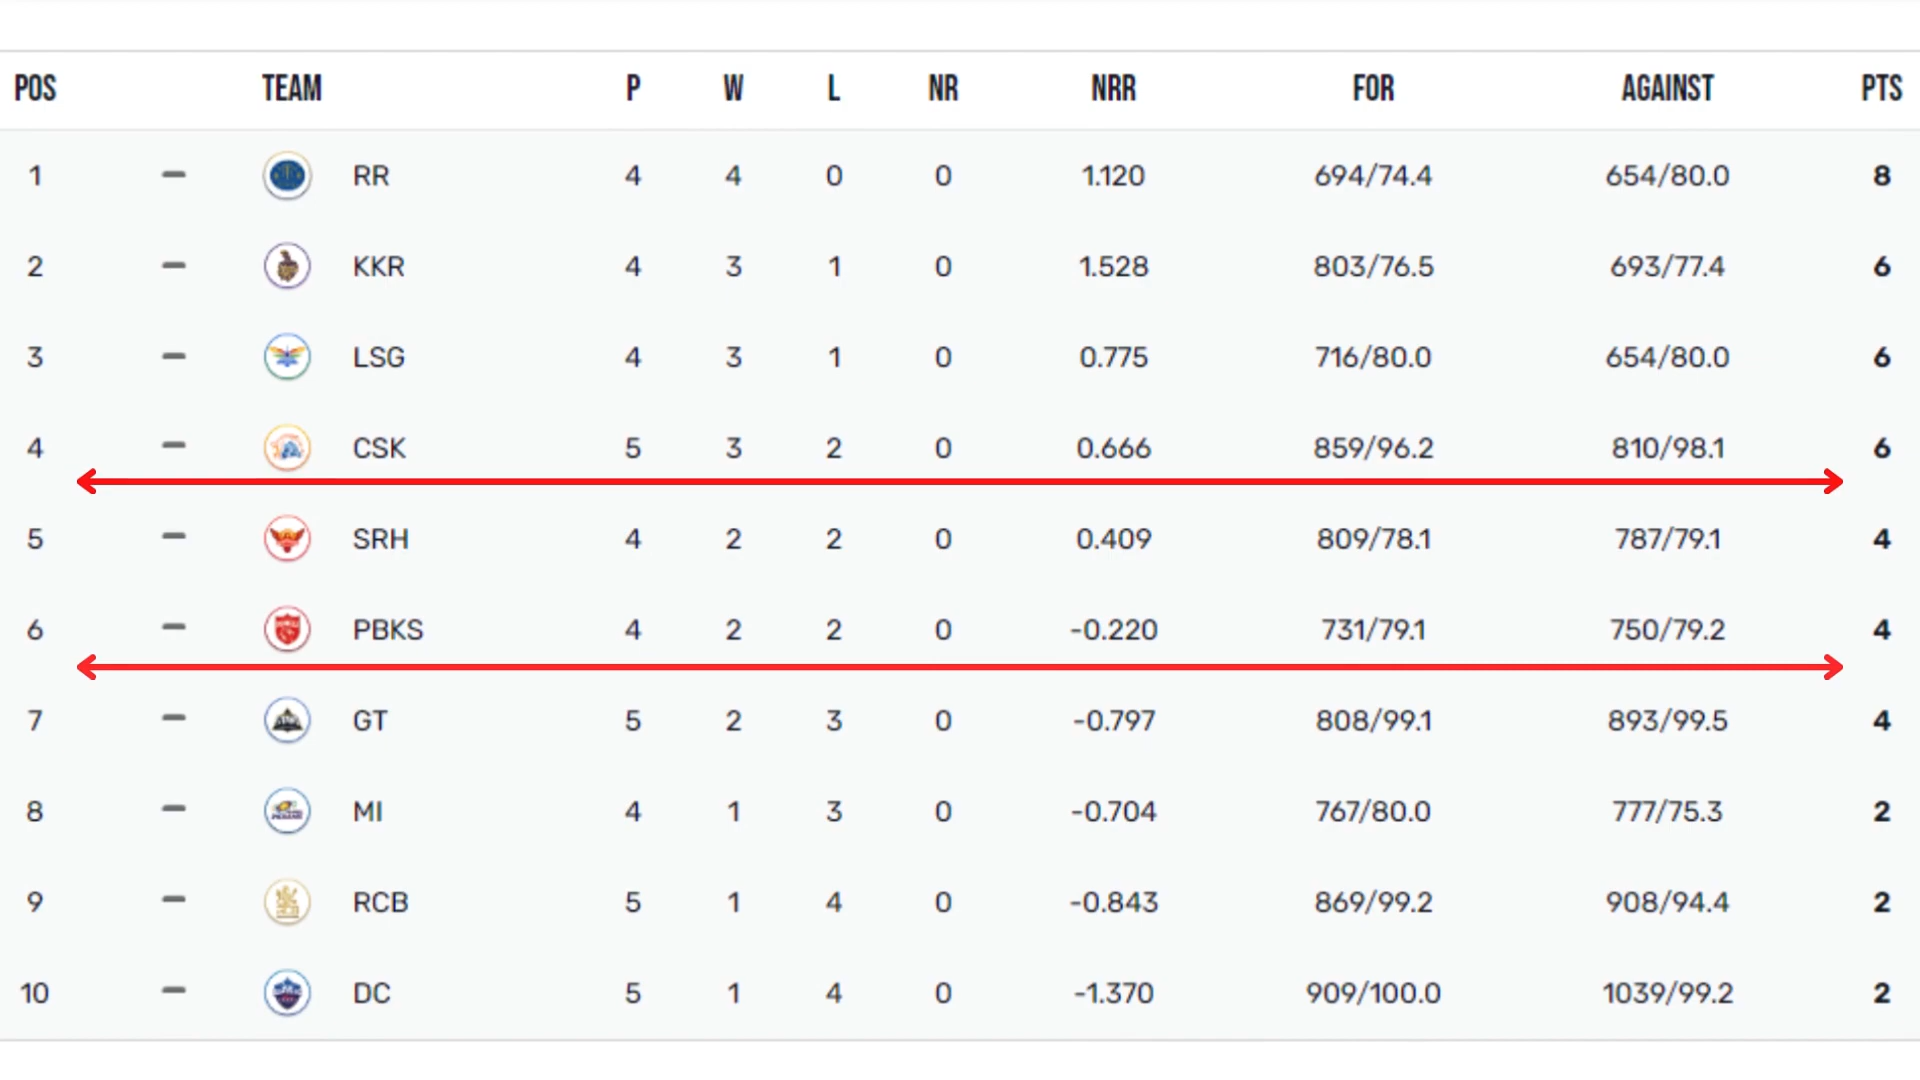 POS TEAM P W L NR NRR FOR AGAINST PTS
1 RR 4 4 0 0 1.120 694/74.4 654/80.0 8
2 KKR 4 3 1 0 1.528 803/76.5 693/77.4 6
3 LSG 4 3 1 0 0.775 716/80.0 654/80.0 6
4 CSK 5 3 2 0 0.666 859/96.2 810/98.1 6
5 SRH 4 2 2 0 0.409 809/78.1 787/79.1 4
6 PBKS 4 2 2 0 -0.220 731/79.1 750/79.2 4
7 GT 5 2 3 0 -0.797 808/99.1 893/99.5 4
8 MI 4 1 3 0 -0.704 767/80.0 777/75.3 2
9 RCB 5 1 4 0 -0.843 869/99.2 908/94.4 2
10 DC 5 1 4 0 -1.370 909/100.0 1039/99.2 2